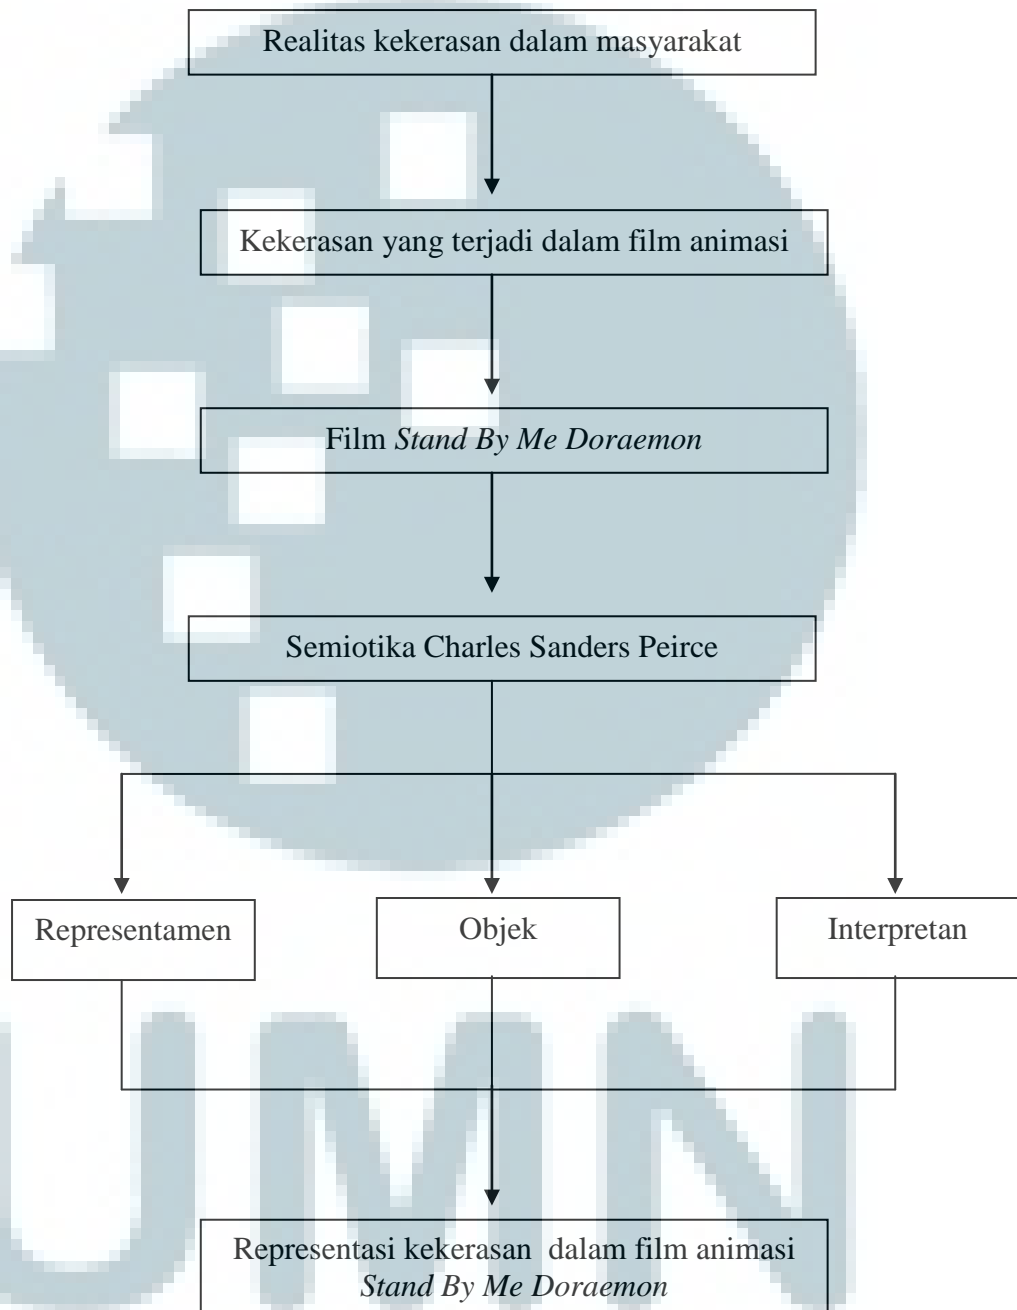 Realitas kekerasan dalam masyarakat
Kekerasan yang terjadi dalam film animasi
Film Stand By Me Doraemon
Semiotika Charles Sanders Peirce
Representamen
Objek
Interpretan
UMN
Representasi kekerasan dalam film animasi
Stand By Me Doraemon